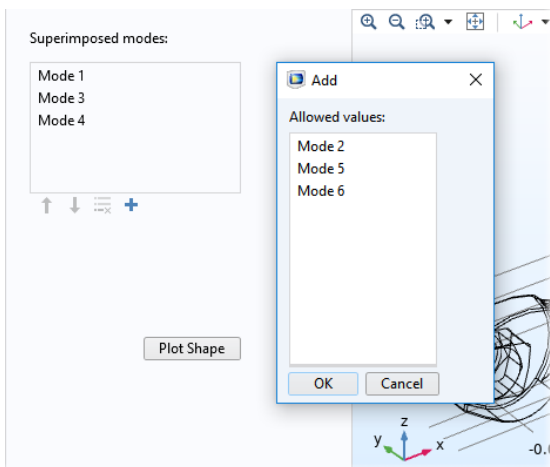 Superimposed modes:
Mode 1
Mode 3
Mode 4
Add
Allowed values:
Mode 2
Mode 5
Mode 6
Plot Shape
OK Cancel
z
y x